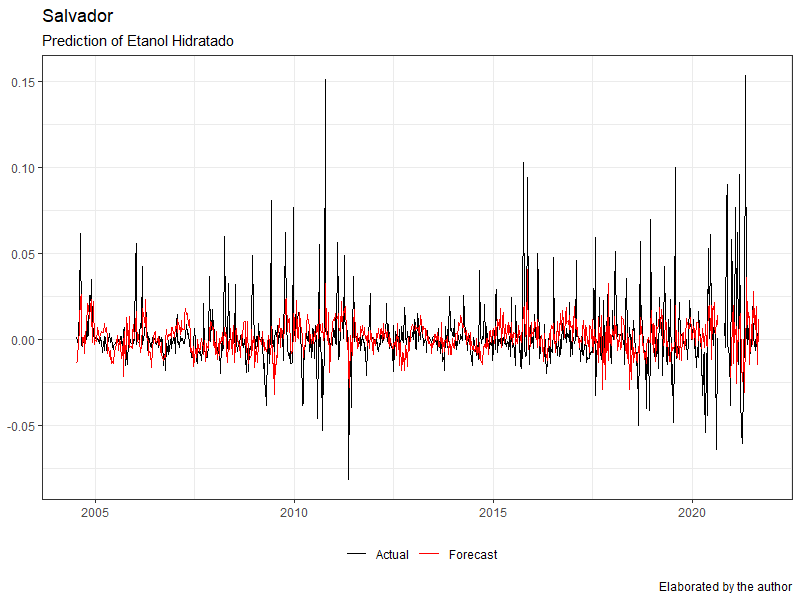 Salvador
Prediction of Etanol Hidratado
0.15
0.10
0.05
0.00
-0.05
2005 2010 2015 2020
Actual Forecast
Elaborated by the author